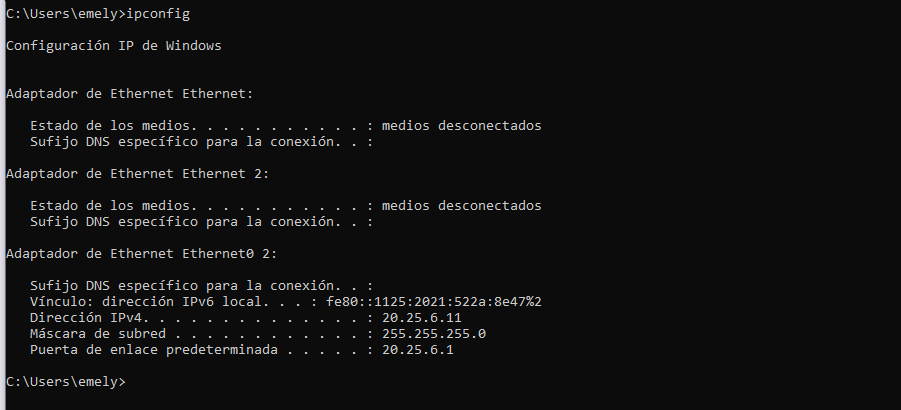 C:\Users\emely>ipconfig
Configuración IP de Windows
Adaptador de Ethernet Ethernet:
Estado de los medios. . . . . . . . . . . : medios desconectados
Sufijo DNS específico para la conexión. . :
Adaptador de Ethernet Ethernet 2:
Estado de los medios. . . . . . . . . . . : medios desconectados
Sufijo DNS específico para la conexión. . :
Adaptador de Ethernet Ethernet0 2:
Sufijo DNS específico para la conexión. . :
Vínculo: dirección IPv6 local. . . : fe80::1125:2021:522a:8e47%2
Dirección IPv4. . . . . . . . . . . . . . : 20.25.6.11
Máscara de subred . . . . . . . . . . . . : 255.255.255.0
Puerta de enlace predeterminada . . . . . : 20.25.6.1
C:\Users\emely>